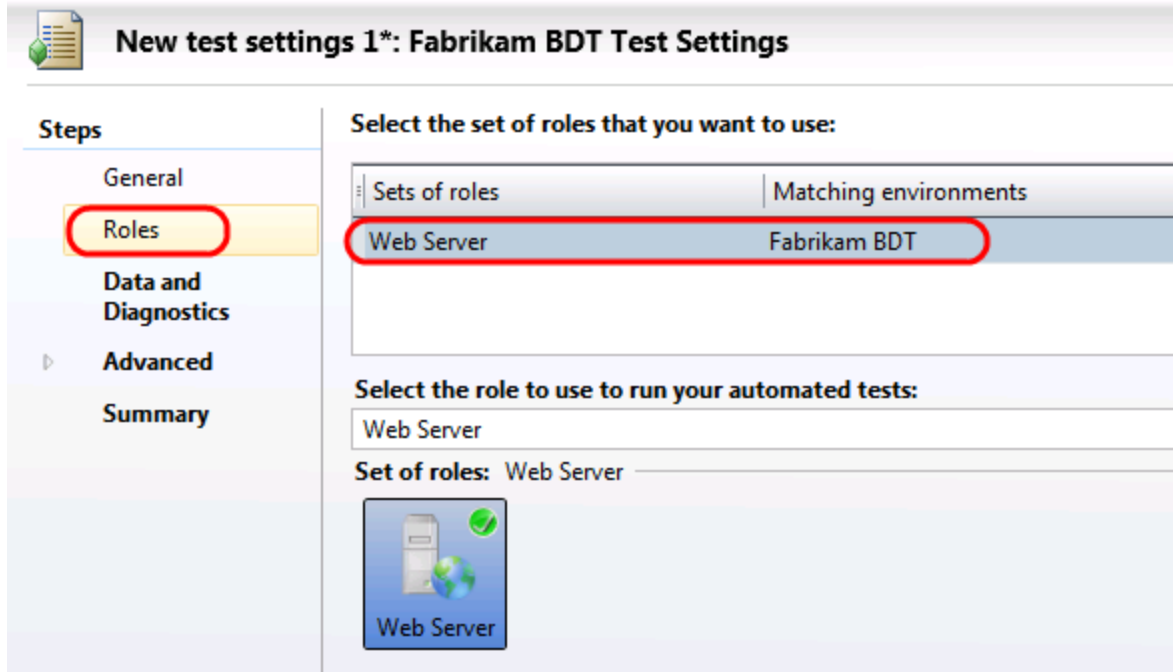 New test settings 1*: Fabrikam BDT Test Settings
Steps
General
Roles
Data and
Diagnostics
Advanced
Summary
Select the set of roles that you want to use:
Sets of roles Matching environments
Web Server Fabrikam BDT
Select the role to use to run your automated tests:
Web Server
Set of roles: Web Server
Web Server